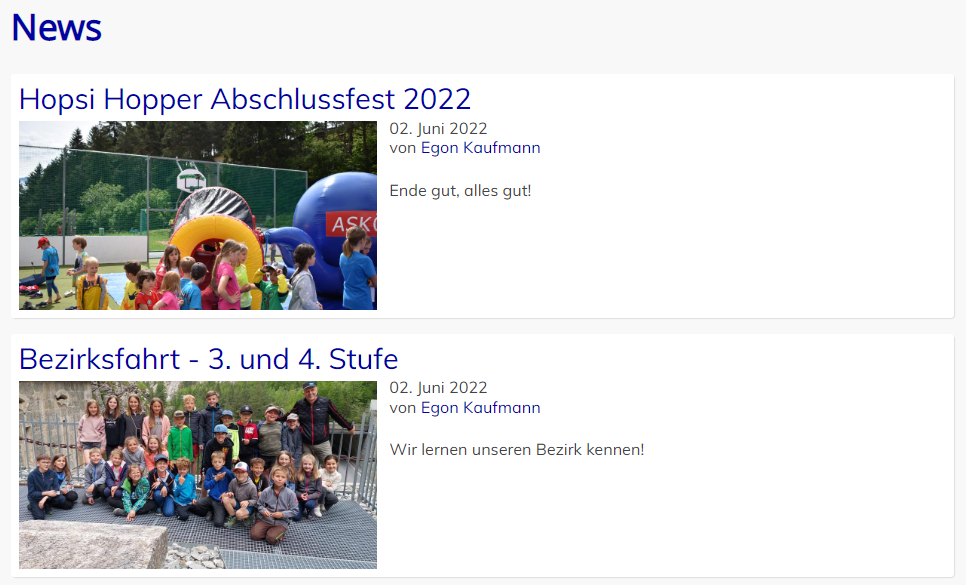 News
Hopsi Hopper Abschlussfest 2022
02. Juni 2022
von Egon Kaufmann
Ende gut, alles gut!
ASKÖ
Bezirksfahrt - 3. und 4. Stufe
02. Juni 2022
von Egon Kaufmann
Wir lernen unseren Bezirk kennen!